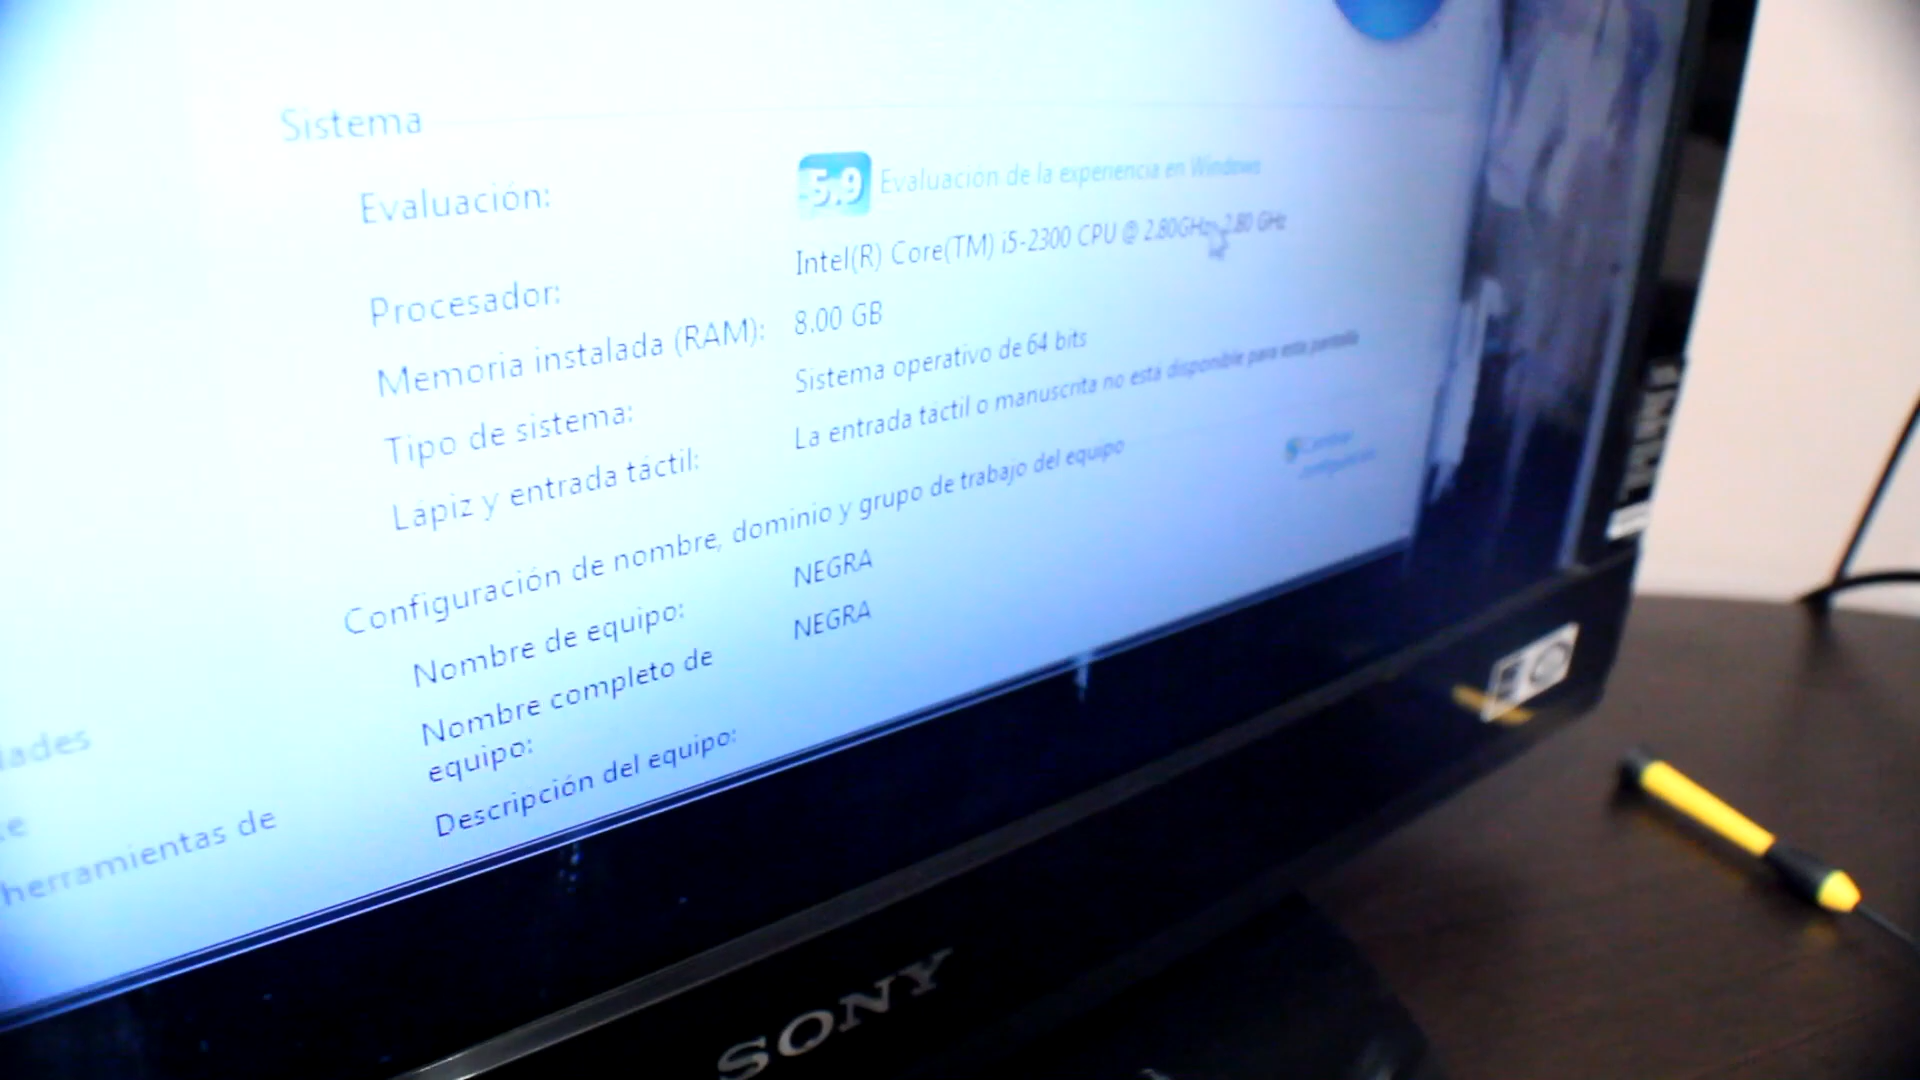 Sistema
Evaluación:
5.9 Evaluación de la experiencia en Windows
Procesador:
Intel(R) Core(TM) i5-2300 CPU @ 2.80GHz 2.80 GHz
Memoria instalada (RAM):
8.00 GB
Tipo de sistema:
Sistema operativo de 64 bits
Lápiz y entrada táctil:
La entrada táctil o manuscrita no está disponible para esta pantalla
Configuración de nombre, dominio y grupo de trabajo del equipo
Cambiar
configuración
Nombre de equipo:
NEGRA
Nombre completo de
equipo:
NEGRA
Descripción del equipo:
herramientas de
SONY